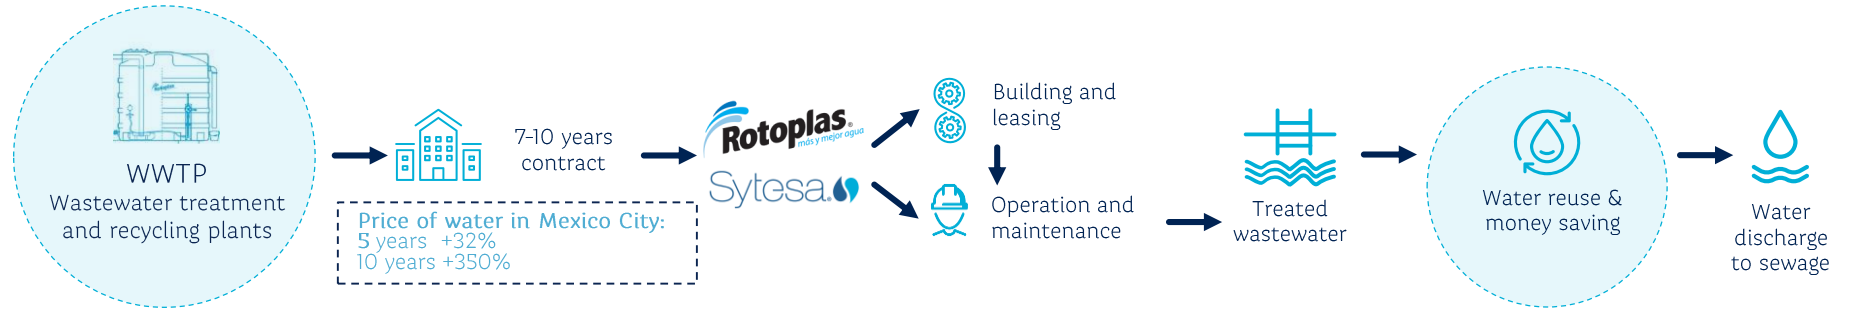 WWTP
Wastewater treatment
and recycling plants
7-10 years
contract
Price of water in Mexico City:
5 years +32%
10 years +350%
Rotoplas®
más y mejor agua
Sytesa®
Building and
leasing
Operation and
maintenance
Treated
wastewater
Water reuse &
money saving
Water
discharge
to sewage